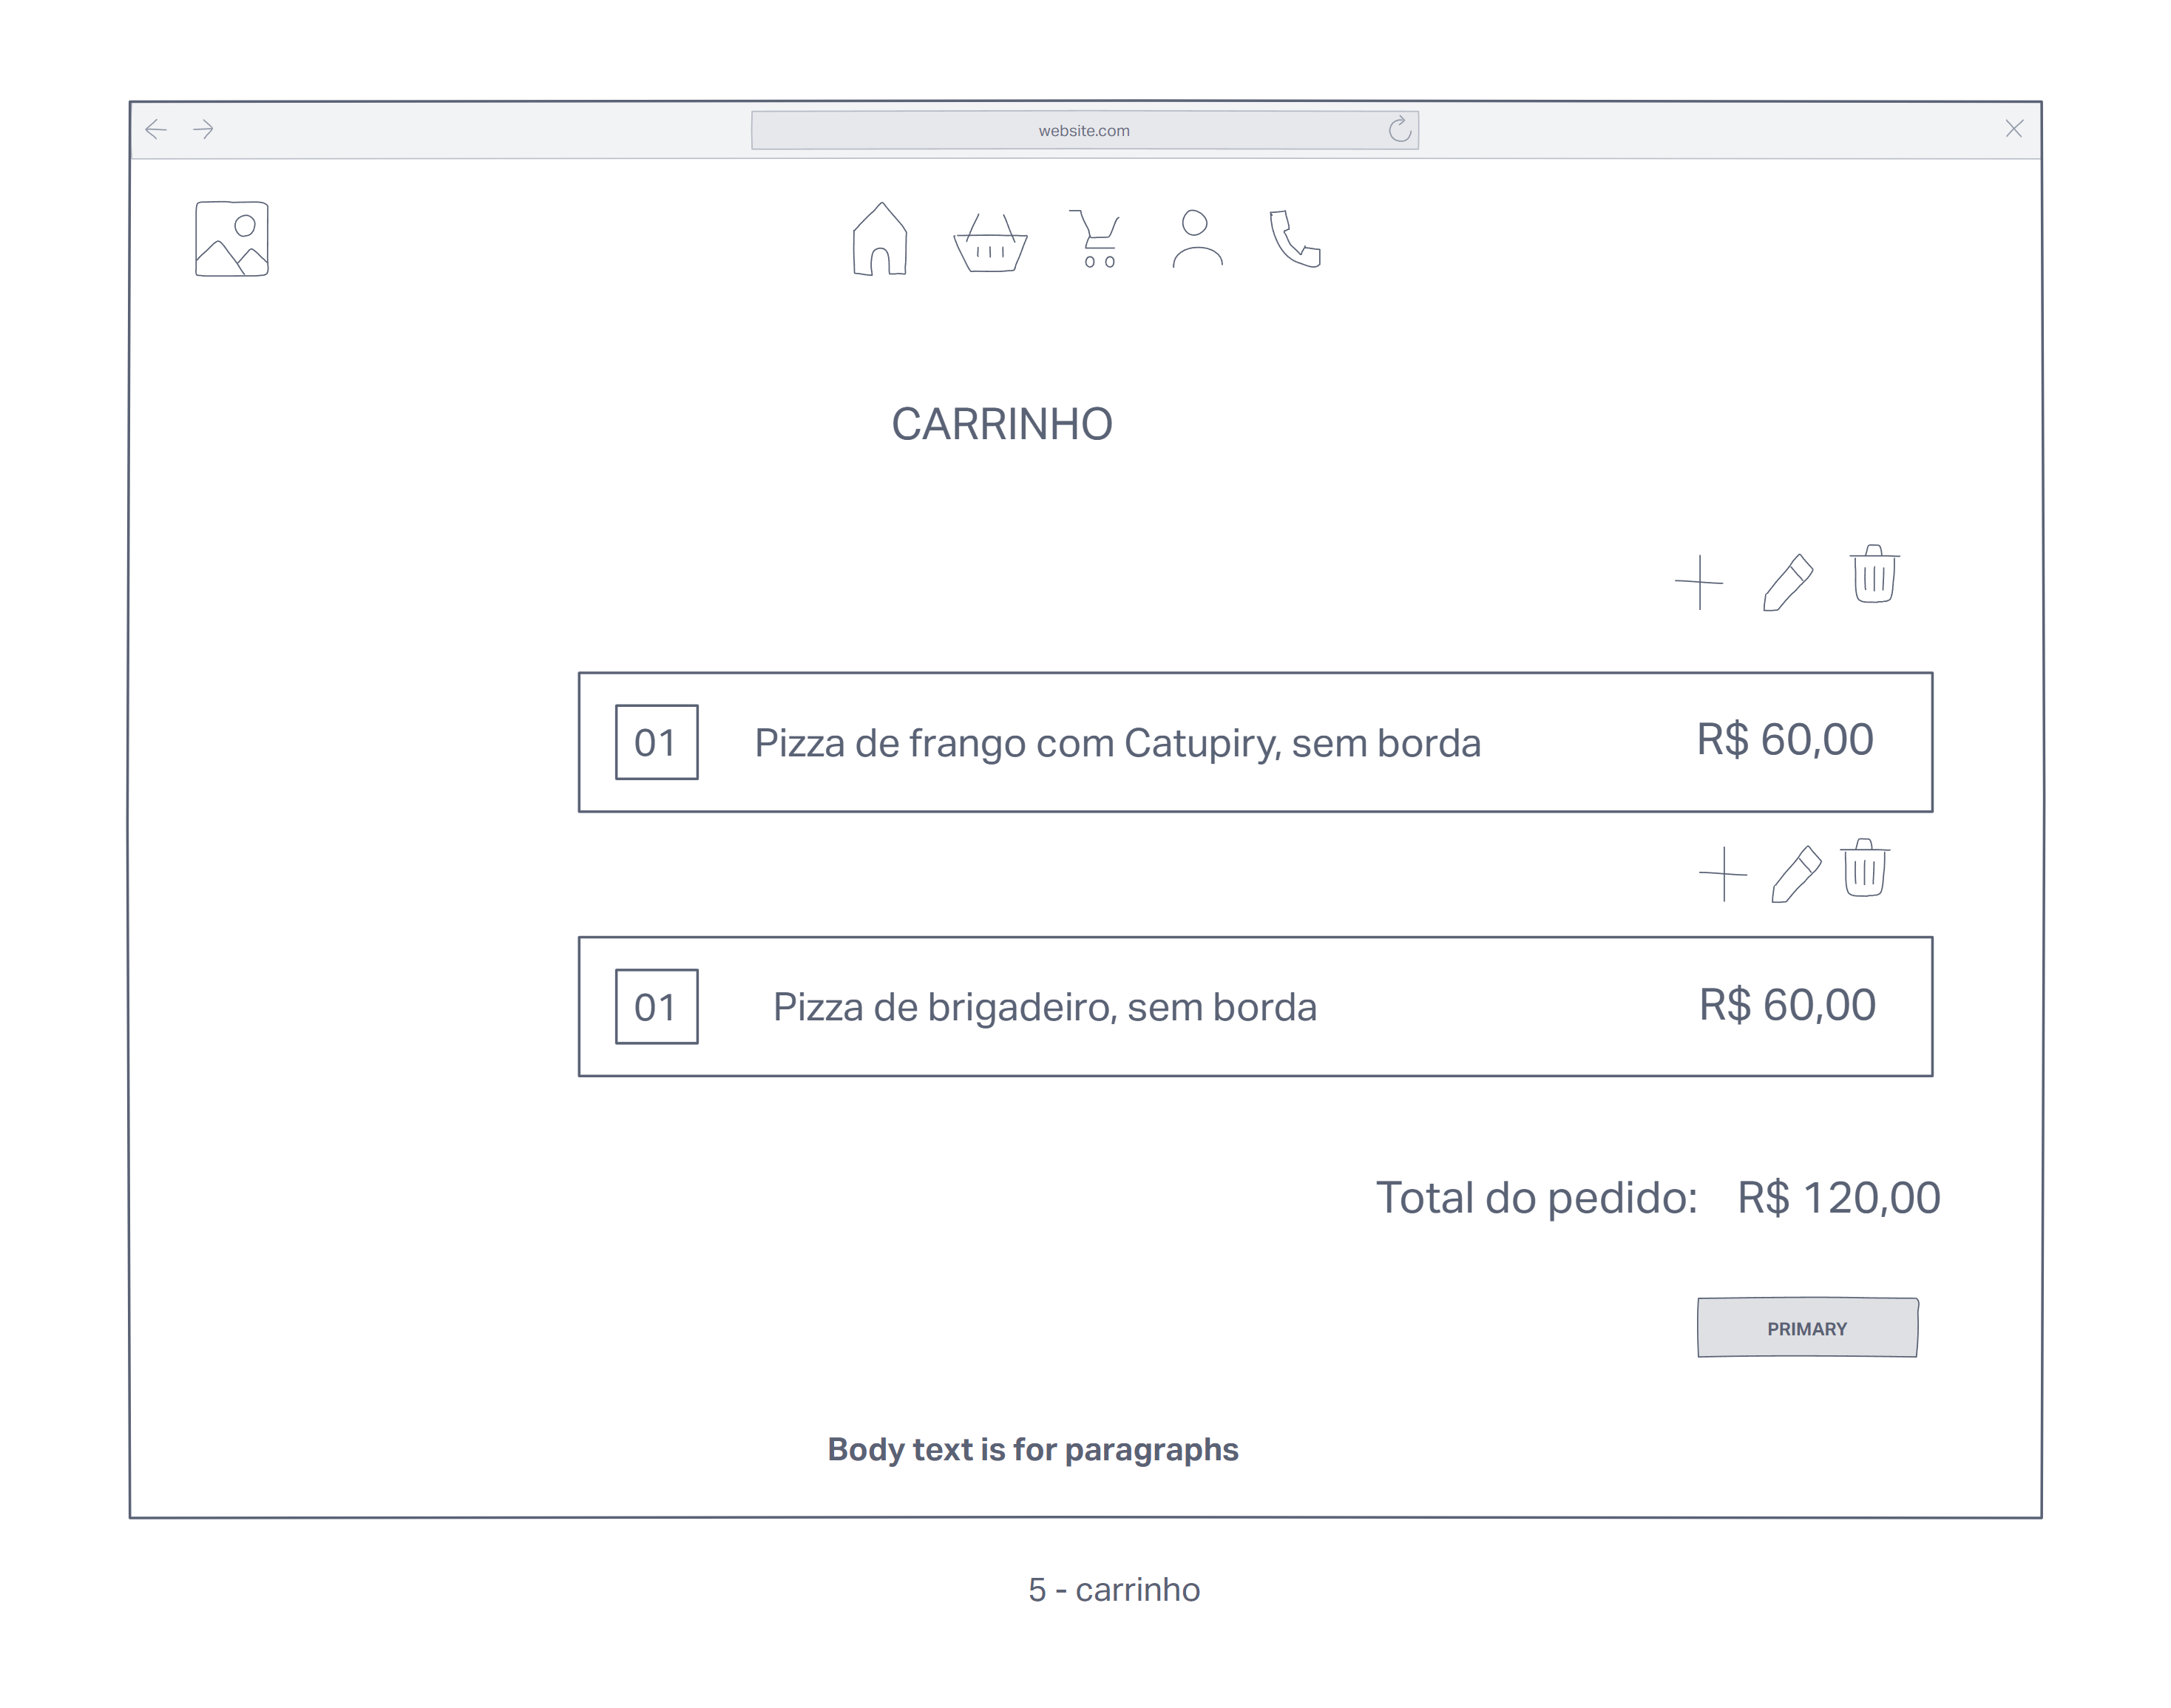 website.com
CARRINHO
01 Pizza de frango com Catupiry, sem borda R$ 60,00
01 Pizza de brigadeiro, sem borda R$ 60,00
Total do pedido: R$ 120,00
PRIMARY
Body text is for paragraphs
5 - carrinho